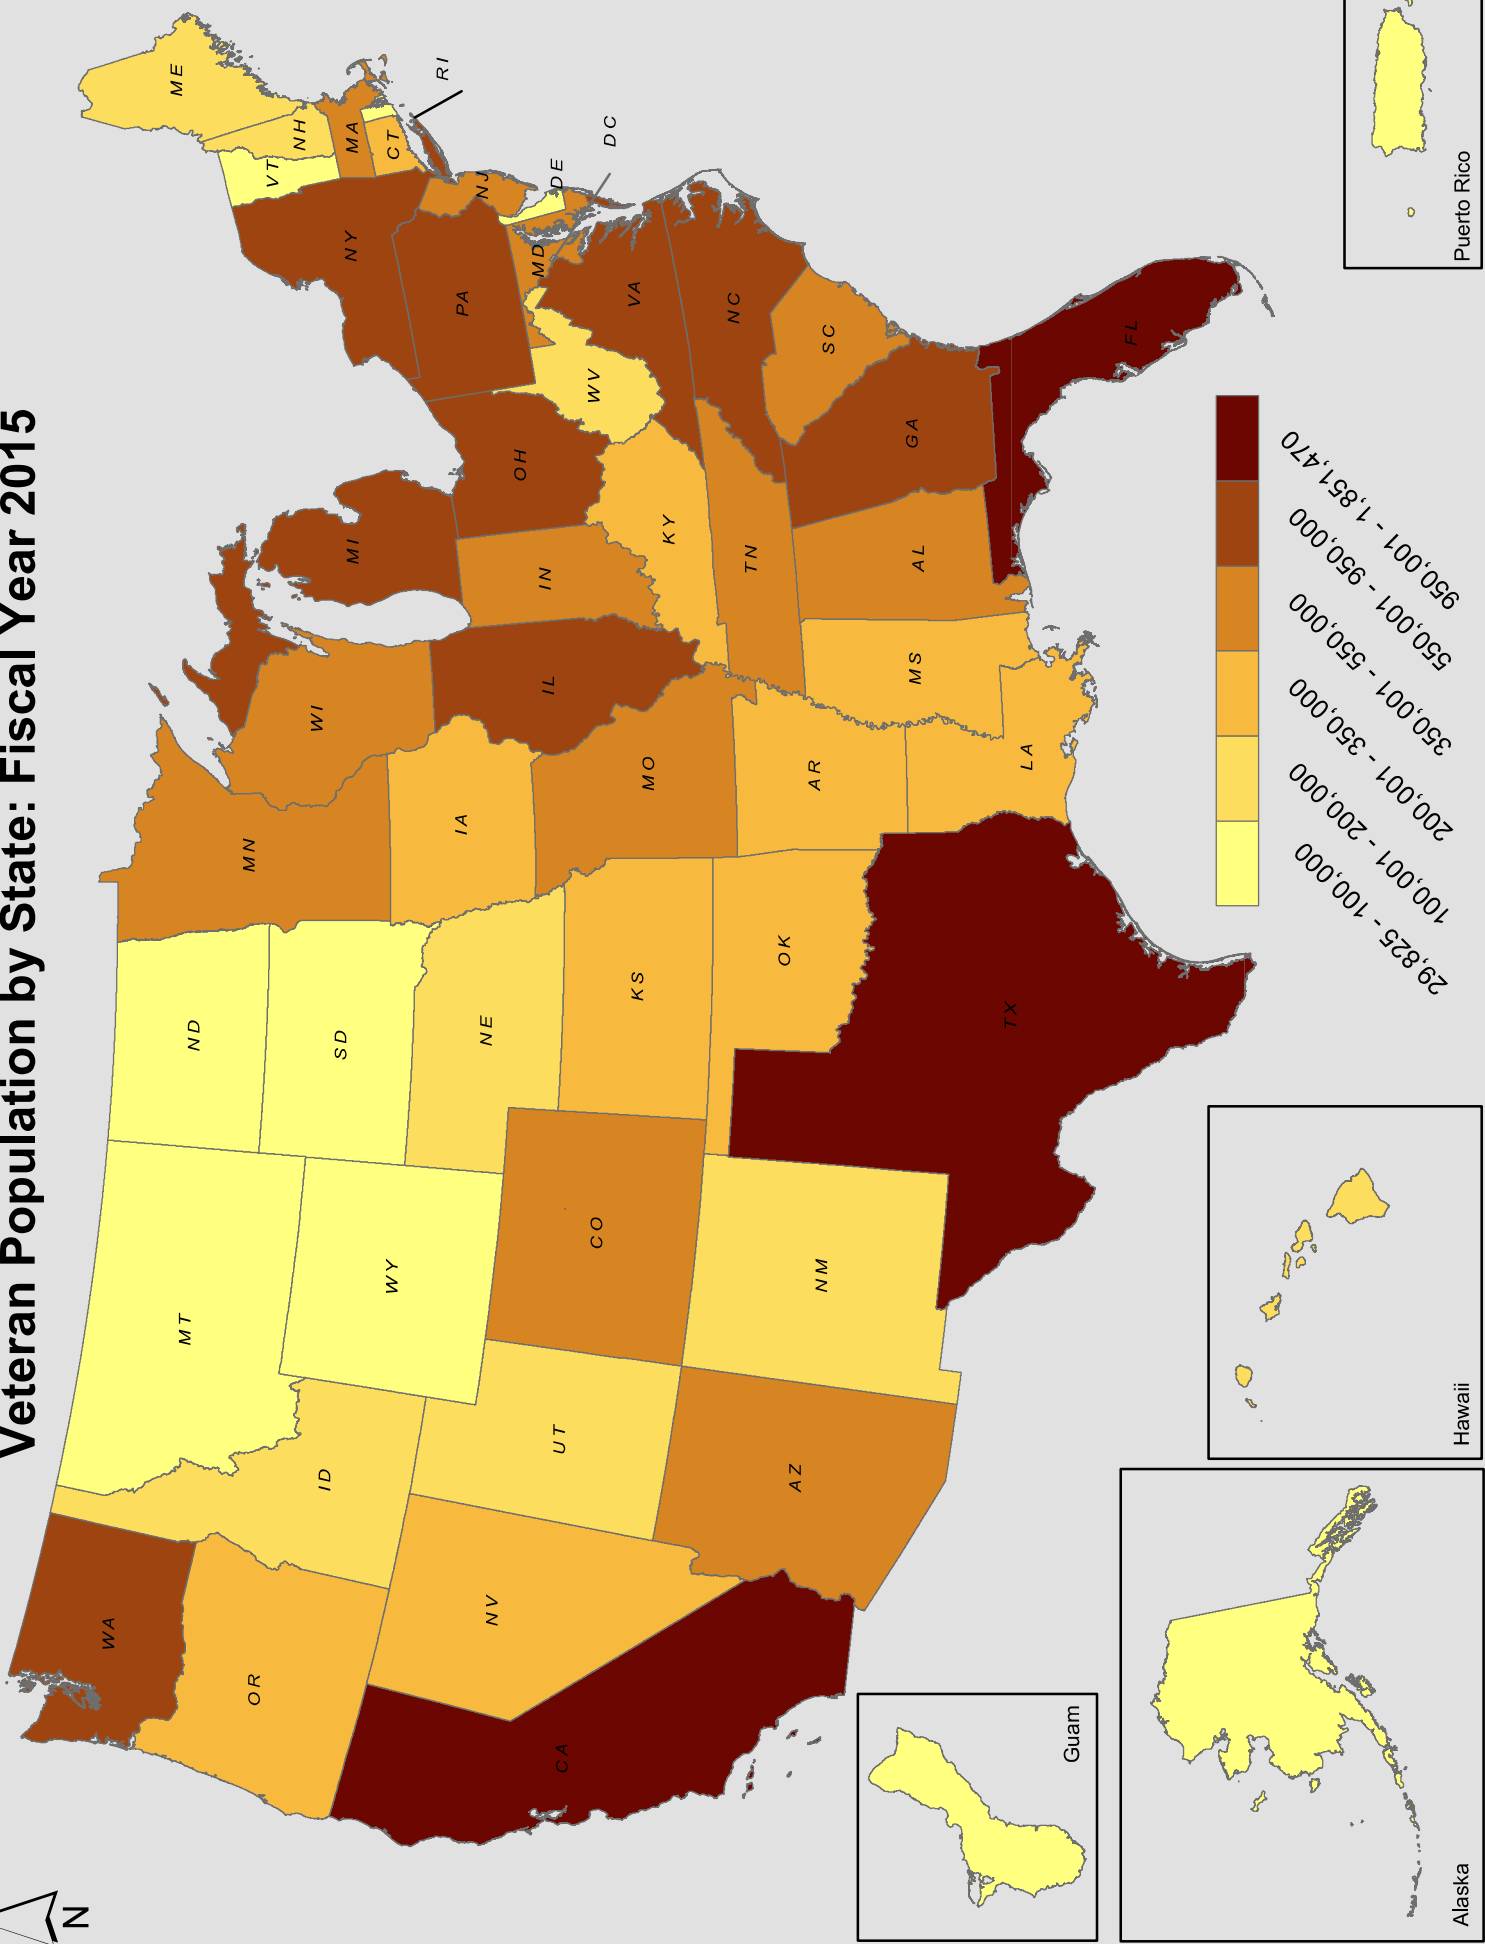 Veteran Population by State: Fiscal Year 2015
N
WA
OR
CA
NV
ID
MT
WY
UT
AZ
CO
NM
ND
SD
NE
KS
OK
TX
MN
IA
MO
AR
LA
WI
IL
MS
MI
IN
KY
TN
AL
OH
WV
GA
FL
SC
NC
VA
PA
NY
MD
DC
DE
NJ
CT
RI
MA
VT
NH
ME
29,825 - 100,000
100,001 - 200,000
200,001 - 350,000
350,001 - 550,000
550,001 - 950,000
950,001 - 1,851,470
Guam
Alaska
Hawaii
Puerto Rico